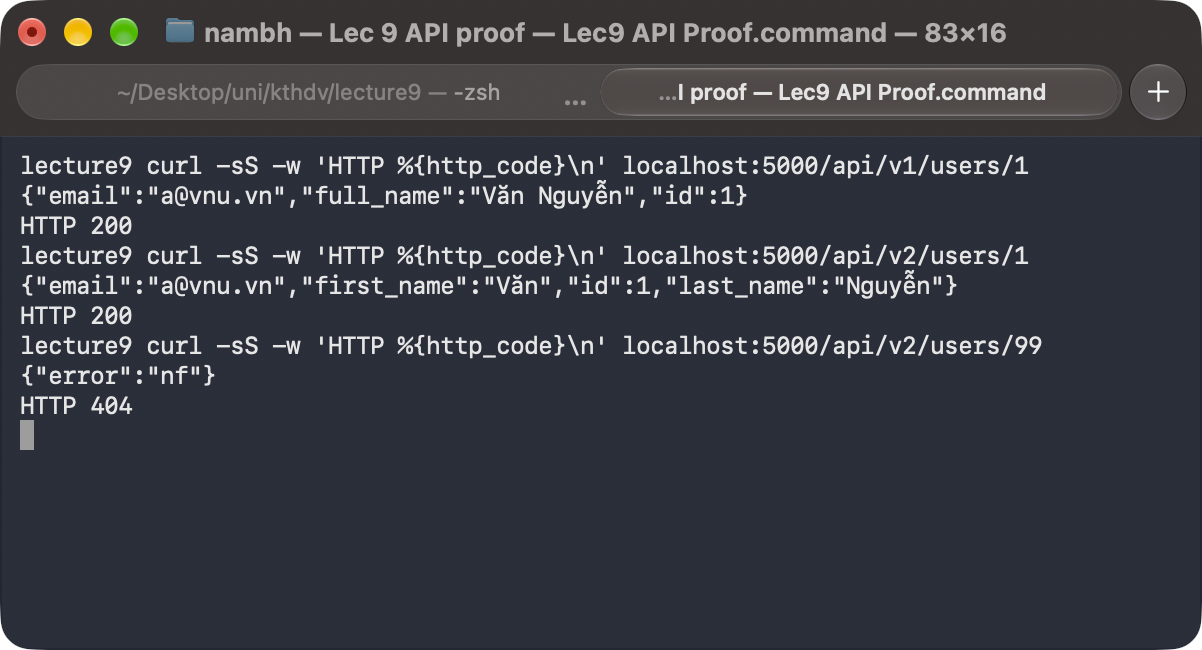 nambh — Lec 9 API proof — Lec9 API Proof.command — 83×16
~/Desktop/uni/kthdv/lecture9 — -zsh ... ...I proof — Lec9 API Proof.command +
lecture9 curl -sS -w 'HTTP %{http_code}\n' localhost:5000/api/v1/users/1
{"email":"a@vnu.vn","full_name":"Văn Nguyễn","id":1}
HTTP 200
lecture9 curl -sS -w 'HTTP %{http_code}\n' localhost:5000/api/v2/users/1
{"email":"a@vnu.vn","first_name":"Văn","id":1,"last_name":"Nguyễn"}
HTTP 200
lecture9 curl -sS -w 'HTTP %{http_code}\n' localhost:5000/api/v2/users/99
{"error":"nf"}
HTTP 404